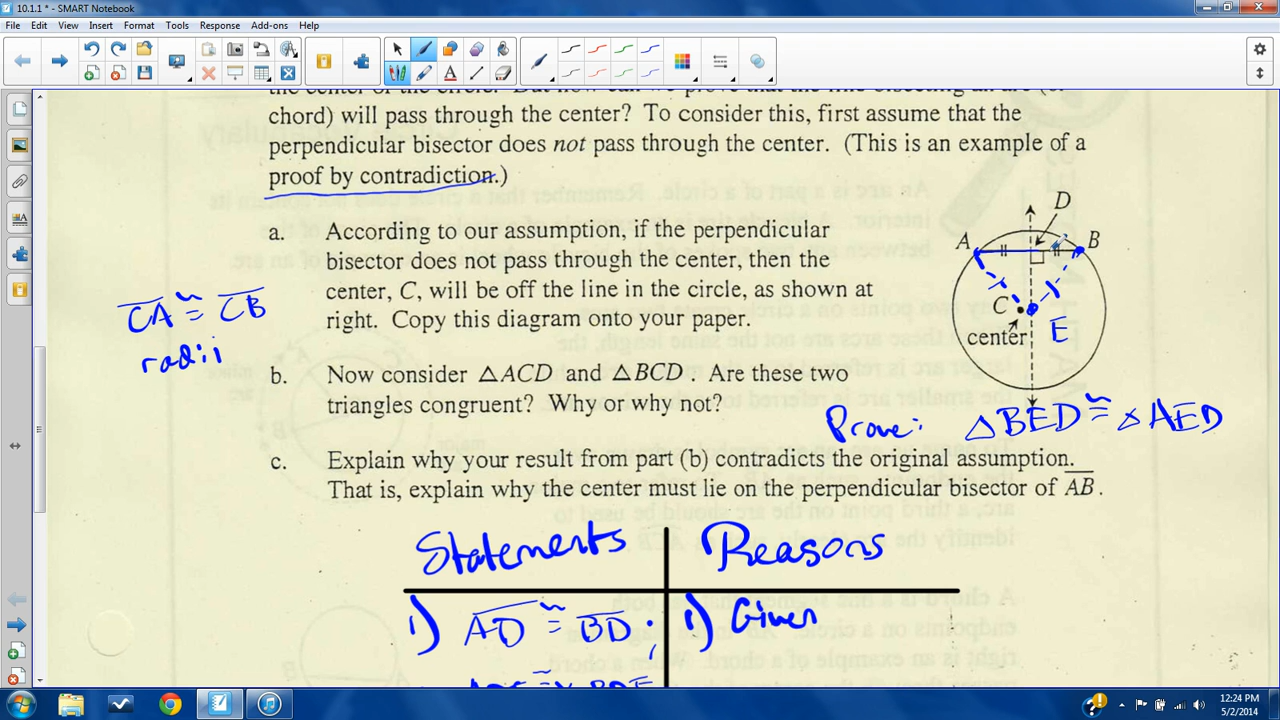 10.1.1 * - SMART Notebook
File Edit View Insert Format Tools Response Add-ons Help
chord) will pass through the center? To consider this, first assume that the
perpendicular bisector does not pass through the center. (This is an example of a
proof by contradiction.)
a. According to our assumption, if the perpendicular
bisector does not pass through the center, then the
center, C, will be off the line in the circle, as shown at
right. Copy this diagram onto your paper.
D
A
B
C
E
center
CA ≅ CB
radii
b. Now consider △ACD and △BCD. Are these two
triangles congruent? Why or why not?
Prove: △BED ≅ △AED
c. Explain why your result from part (b) contradicts the original assumption.
That is, explain why the center must lie on the perpendicular bisector of AB.
Statements Reasons
1) AD ≅ BD; 1) Given
12:24 PM
5/2/2014